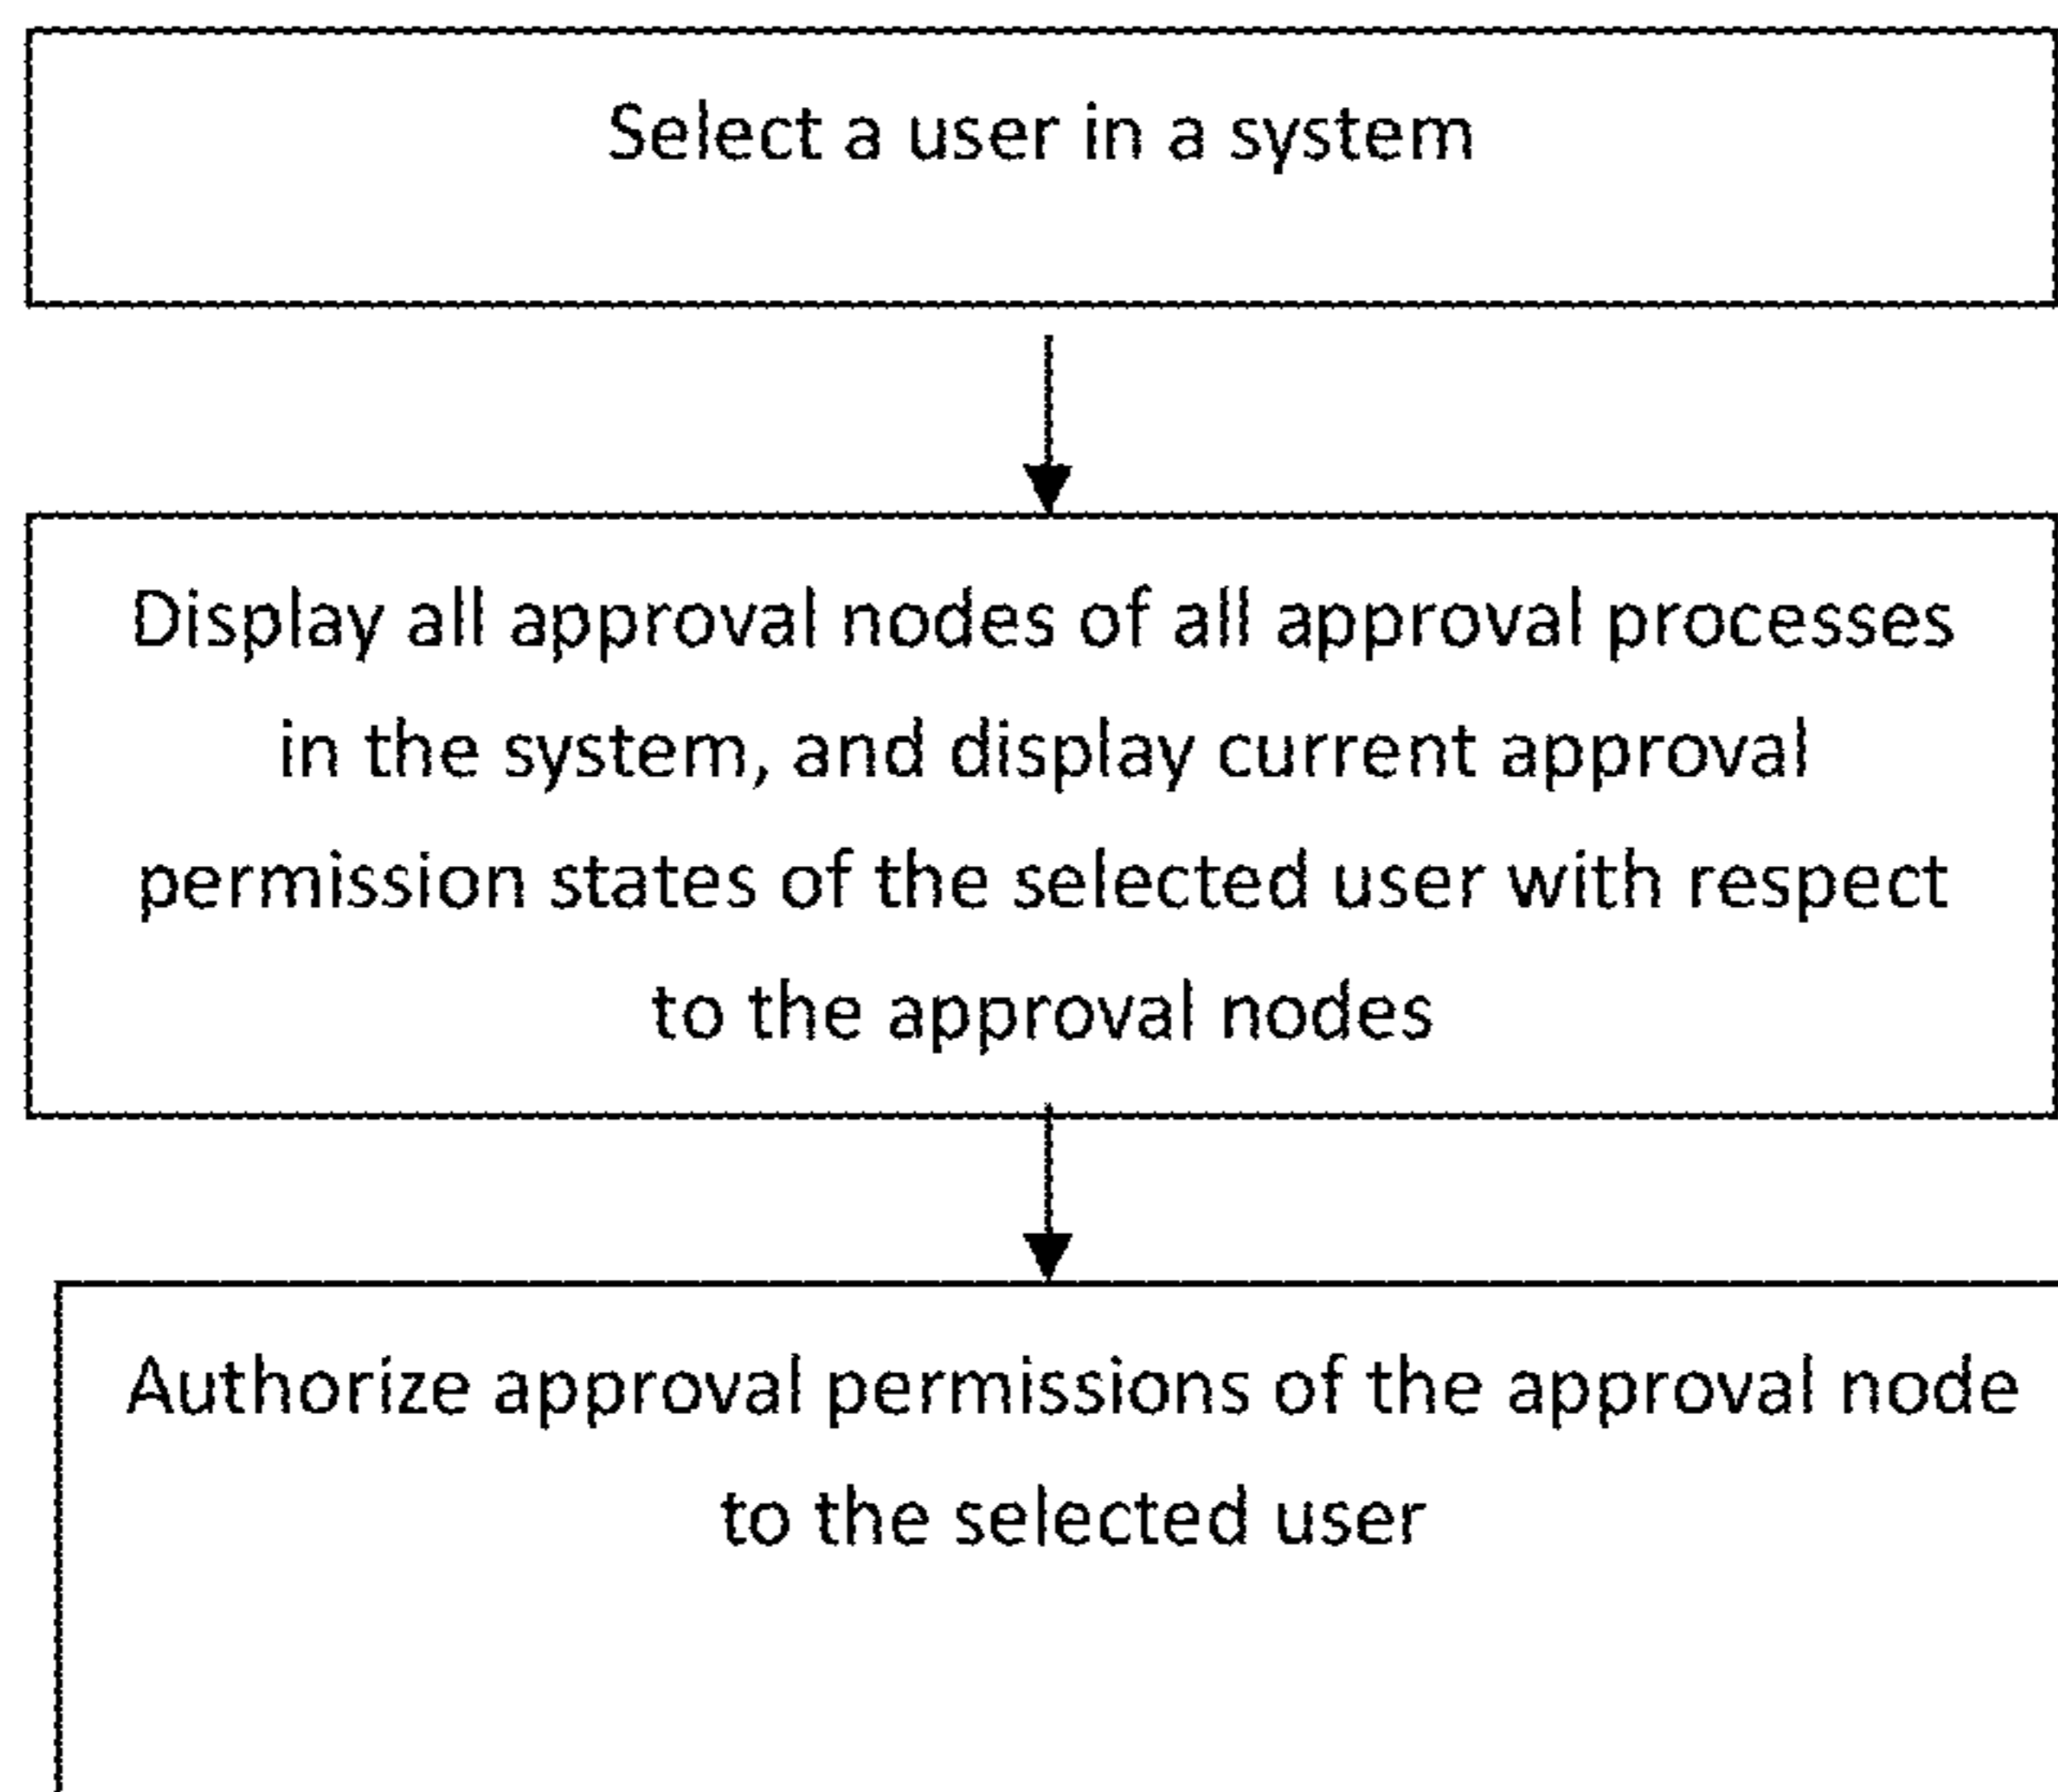 Select a user in a system
Display all approval nodes of all approval processes
in the system, and display current approval
permission states of the selected user with respect
to the approval nodes
Authorize approval permissions of the approval node
to the selected user